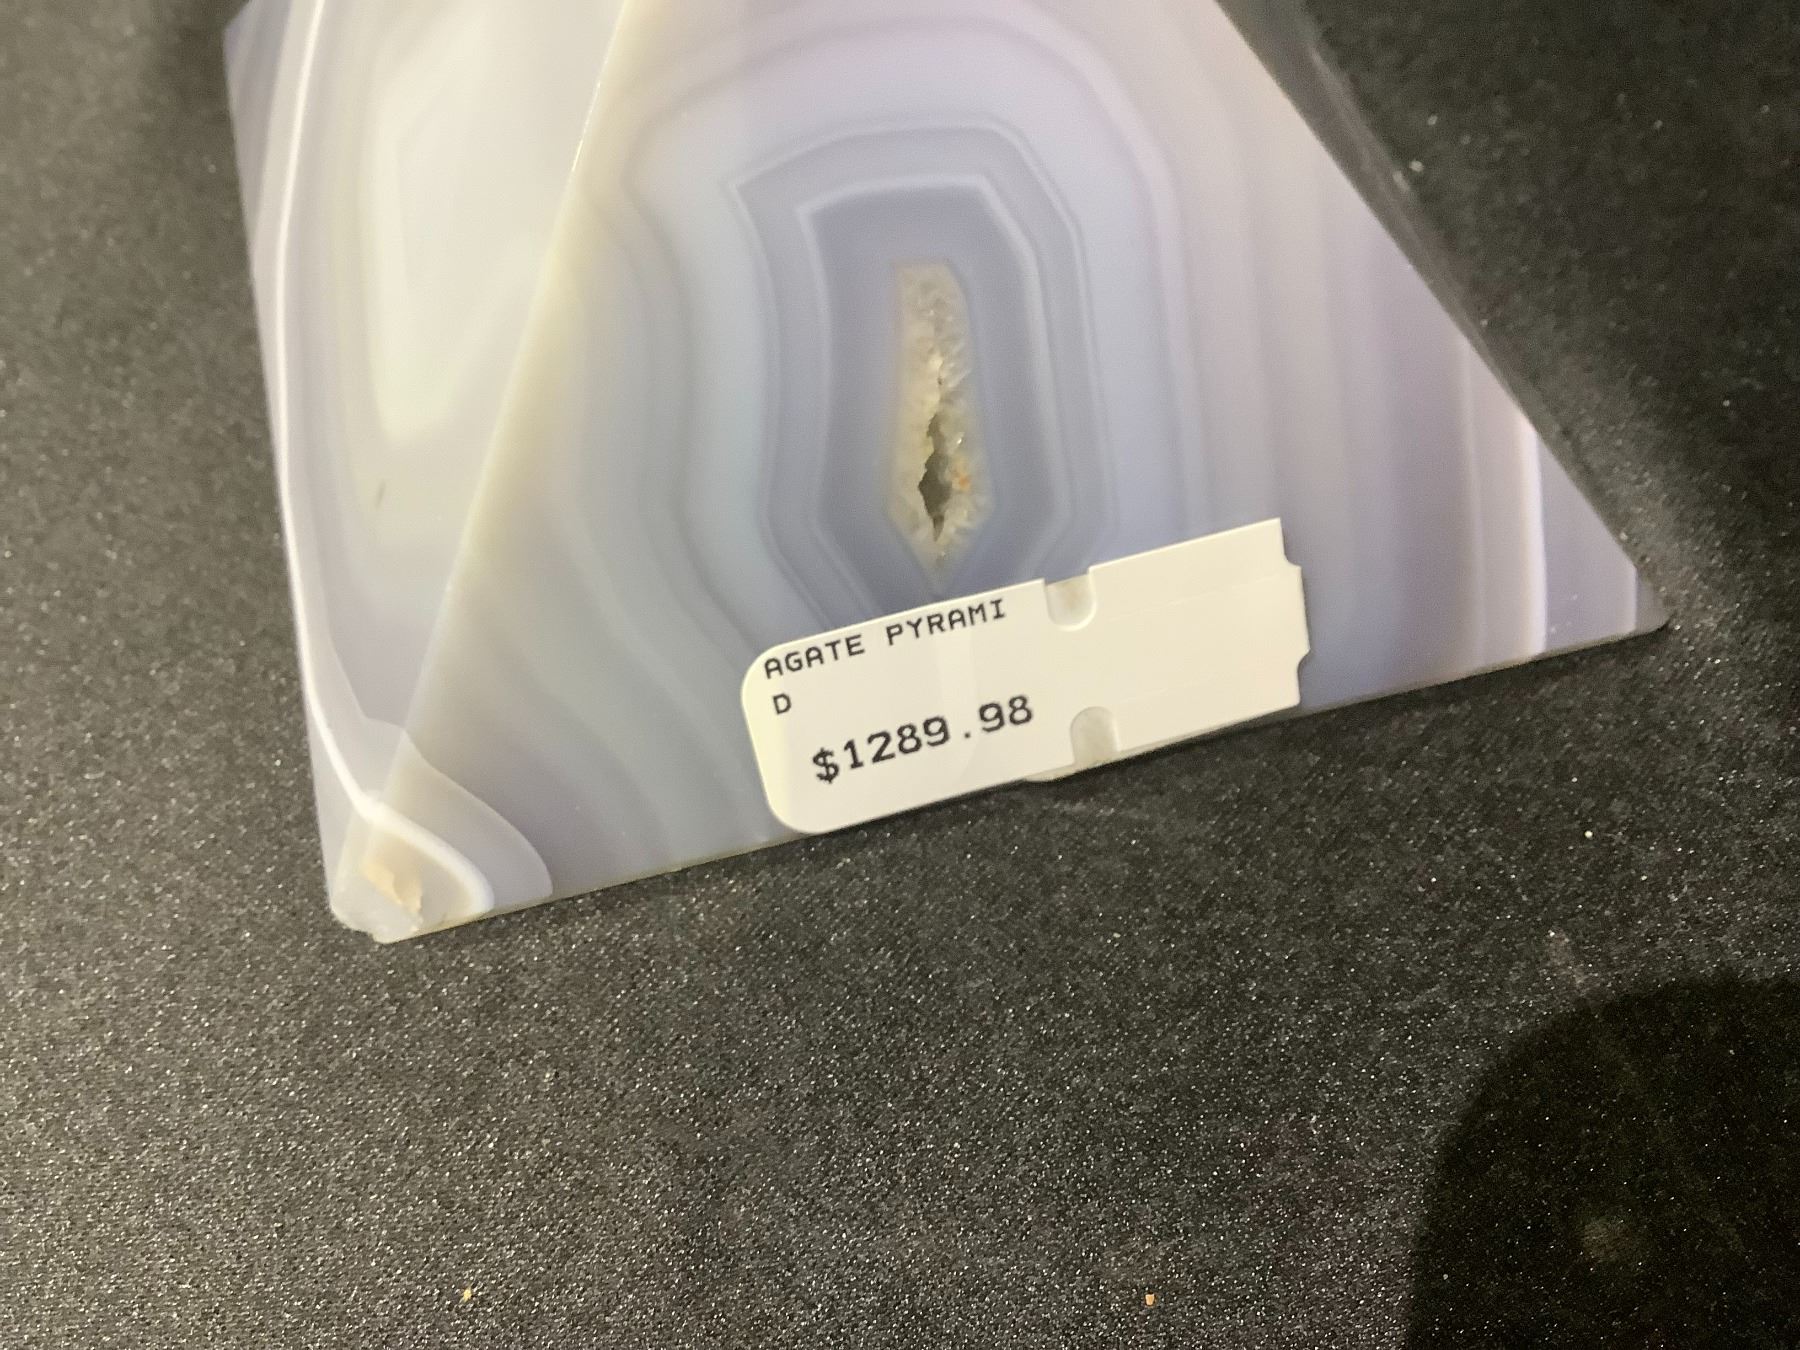 AGATE PYRAMI
D
$1289.98